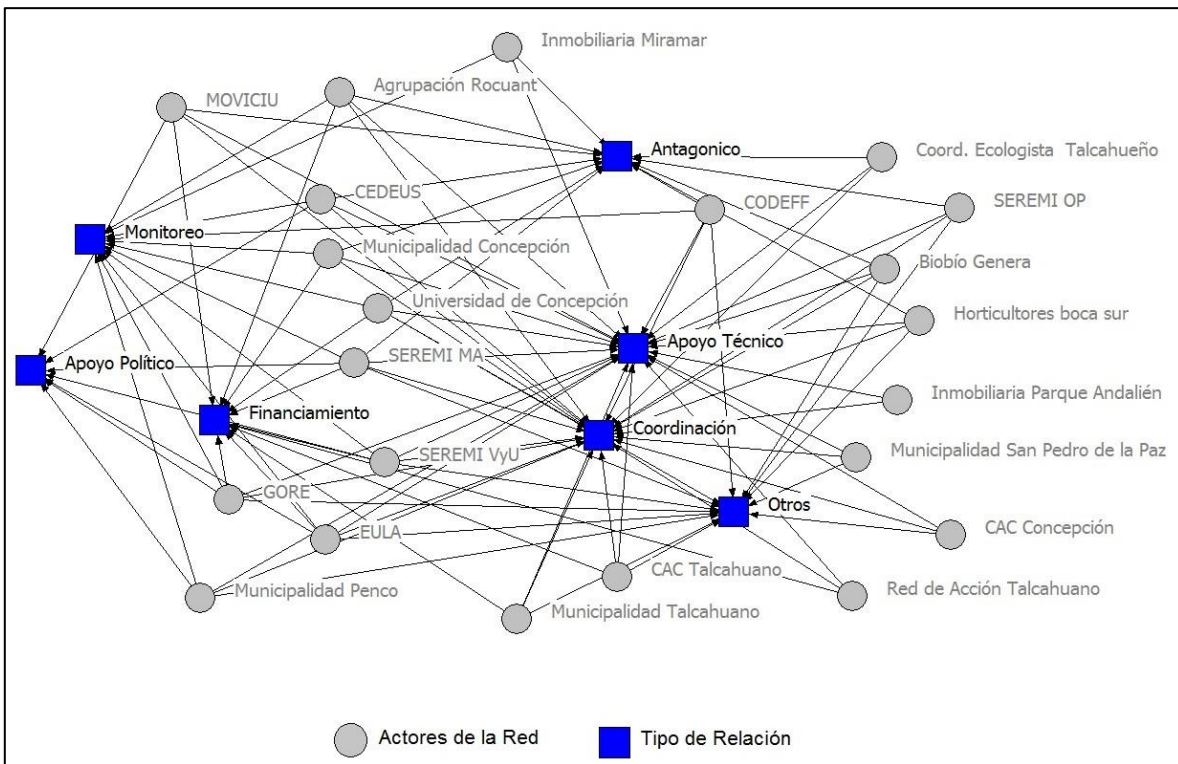 Inmobiliaria Miramar
Agrupación Rocuant
MOVICIU
Antagonico
Coord. Ecologista  Talcahueño
CEDEUS
CODEFF
SEREMI OP
Monitoreo
Municipalidad Concepción
Biobío Genera
Universidad de Concepción
Horticultores boca sur
Apoyo Técnico
SEREMI MA
Apoyo Político
Inmobiliaria Parque Andalién
Financiamiento
Coordinación
Municipalidad San Pedro de la Paz
SEREMI VyU
GORE
Otros
CAC Concepción
EULA
CAC Talcahuano
Red de Acción Talcahuano
Municipalidad Penco
Municipalidad Talcahuano
Actores de la Red
Tipo de Relación